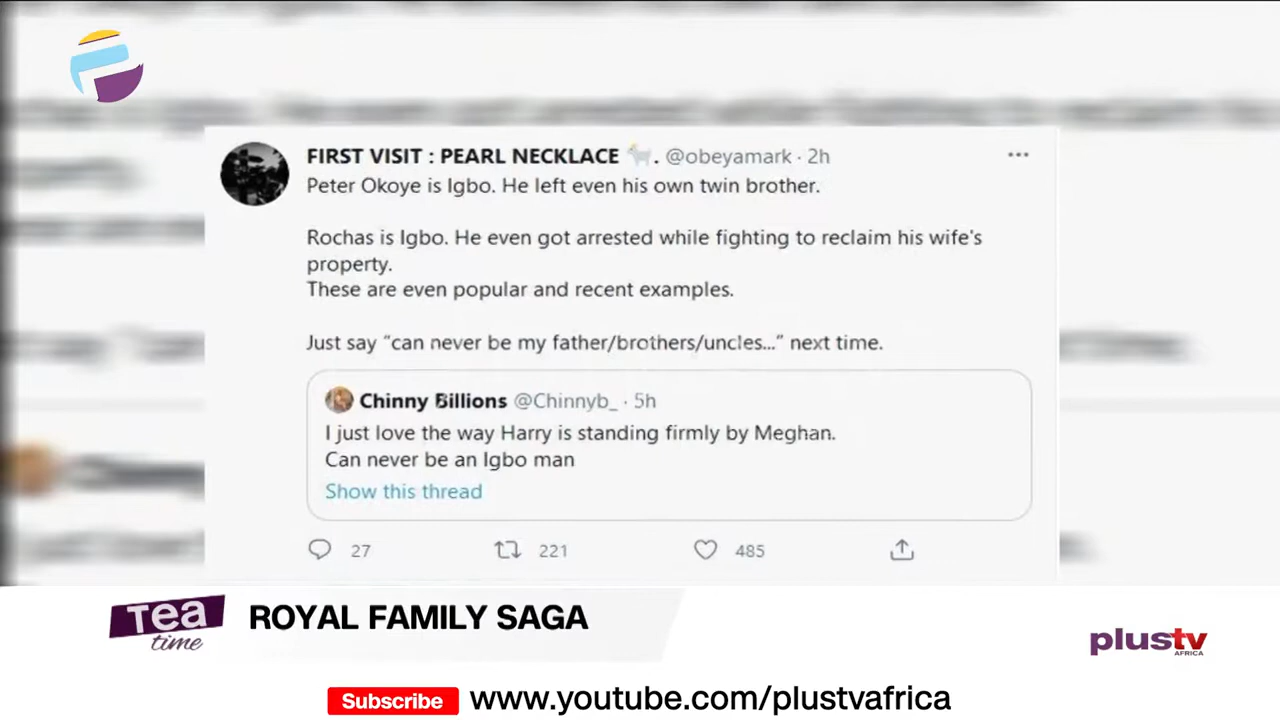 FIRST VISIT : PEARL NECKLACE 🐐. @obeyamark · 2h
Peter Okoye is Igbo. He left even his own twin brother.
Rochas is Igbo. He even got arrested while fighting to reclaim his wife's
property.
These are even popular and recent examples.
Just say “can never be my father/brothers/uncles...” next time.
Chinny Billions @Chinnyb_ · 5h
I just love the way Harry is standing firmly by Meghan.
Can never be an Igbo man
Show this thread
27 221 485
Tea time
ROYAL FAMILY SAGA
plustv
AFRICA
Subscribe www.youtube.com/plustvafrica